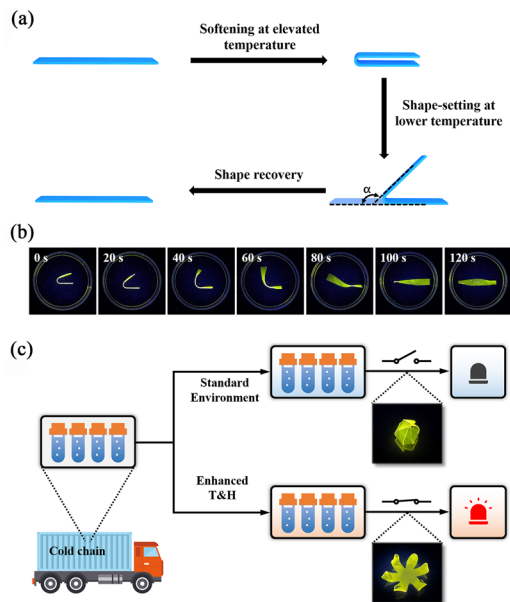 (a)
Softening at elevated
temperature
Shape-setting at
lower temperature
α
Shape recovery
(b)
0 s
20 s
40 s
60 s
80 s
100 s
120 s
(c)
Standard
Environment
Enhanced
T&H
Cold chain